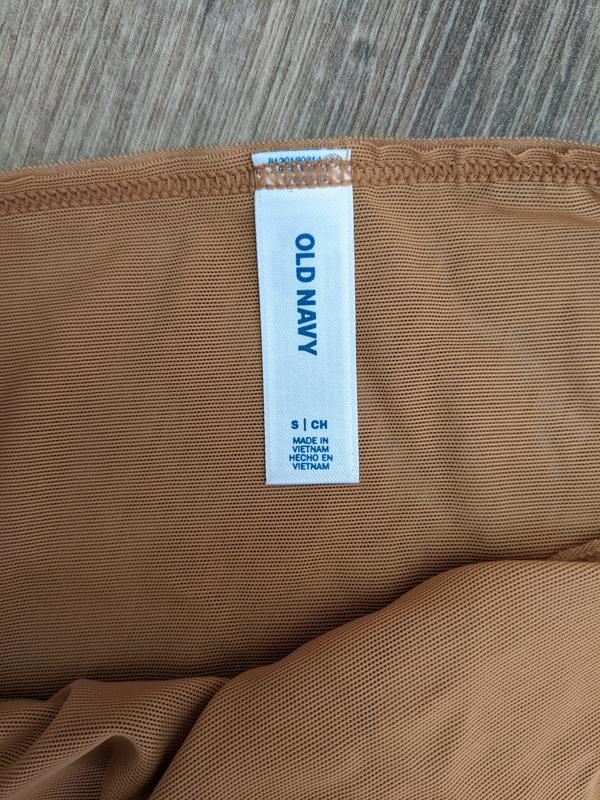 OLD NAVY
S | CH
MADE IN
VIETNAM
HECHO EN
VIETNAM